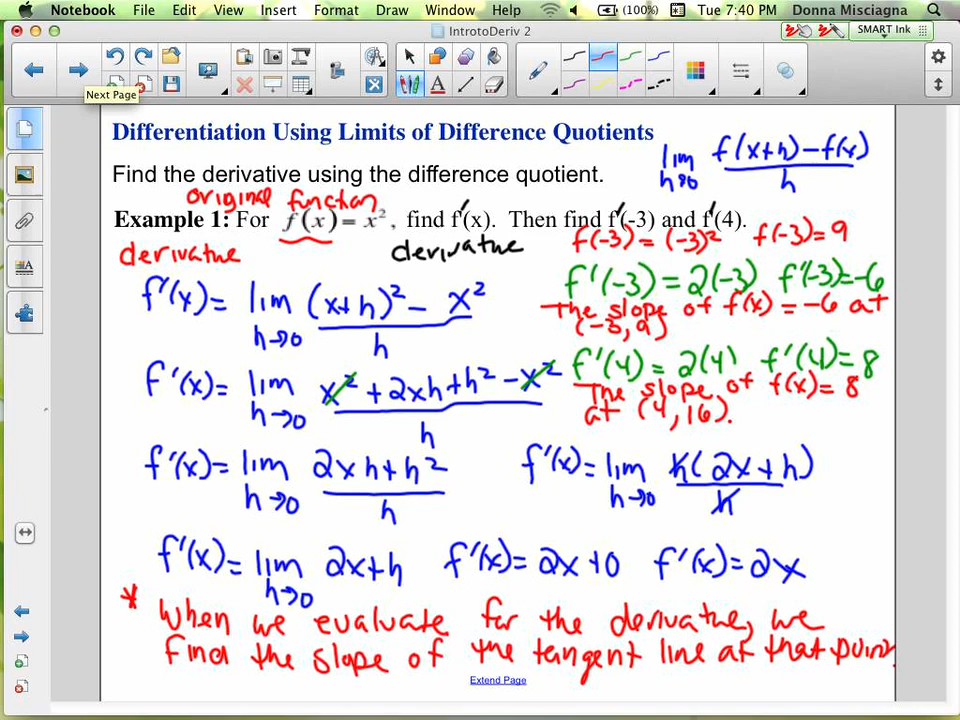 Notebook File Edit View Insert Format Tools Window Help (100%) Tue 7:40 PM Donna Misciagna
IntrotoDeriv 2
SMART Ink
Next Page
Differentiation Using Limits of Difference Quotients
lim h→0 f(x+h)-f(x) / h
Find the derivative using the difference quotient.
original function
Example 1: For f(x) = x², find f'(x). Then find f'(-3) and f'(4).
derivatve
derivatve
f(-3) = (-3)² f(-3)=9
f'(-3) = 2(-3) f'(-3)=-6
The slope of f(x) = -6 at
(-3,9)
f'(4) = 2(4) f'(4)=8
The slope of f(x)= 8
at (4,16).
f'(x) = lim h→0 (x+h)² - x² / h
f'(x) = lim h→0 x² + 2xh + h² - x² / h
f'(x) = lim h→0 2xh + h² / h f'(x) = lim h→0 h(2x+h) / h
f'(x) = lim h→0 2x+h f'(x) = 2x+0 f'(x) = 2x
* When we evaluate for the derivatve, we
find the slope of the tangent line at that point
Extend Page